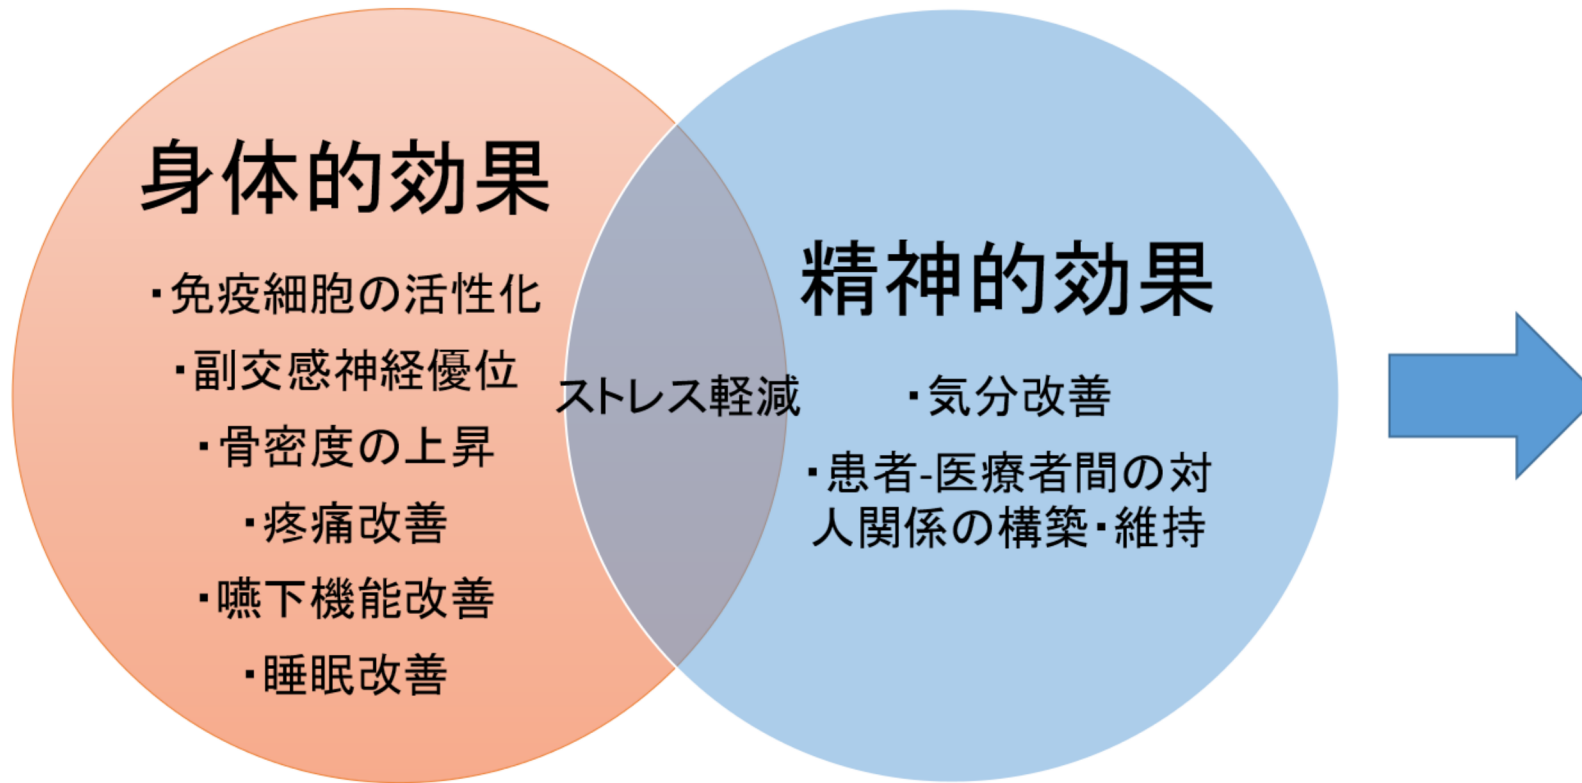 身体的効果
・免疫細胞の活性化
・副交感神経優位
・骨密度の上昇
・疼痛改善
・嚥下機能改善
・睡眠改善
ストレス軽減
精神的効果
・気分改善
・患者-医療者間の対
人関係の構築・維持